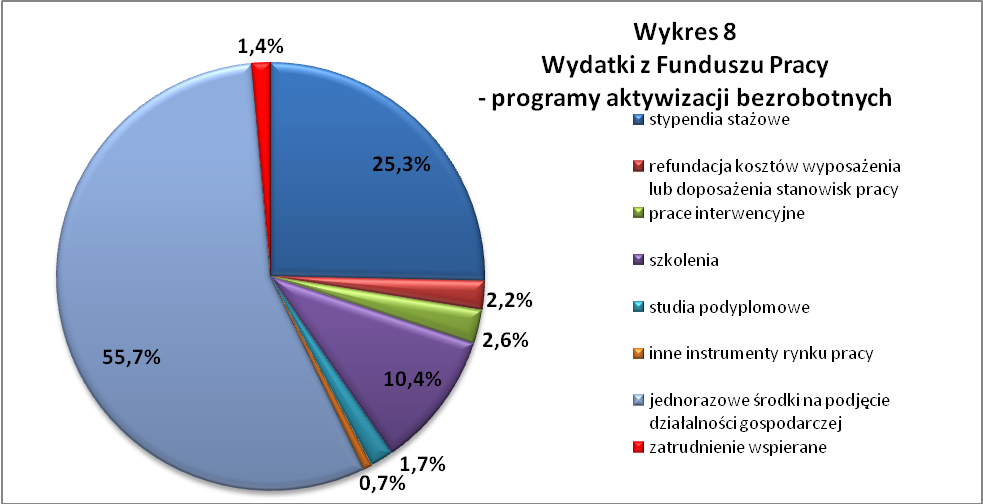 Wykres 8
Wydatki z Funduszu Pracy
- programy aktywizacji bezrobotnych
1,4%
25,3%
2,2%
2,6%
10,4%
1,7%
0,7%
55,7%
stypendia stażowe
refundacja kosztów wyposażenia
lub doposażenia stanowisk pracy
prace interwencyjne
szkolenia
studia podyplomowe
inne instrumenty rynku pracy
jednorazowe środki na podjęcie
działalności gospodarczej
zatrudnienie wspierane